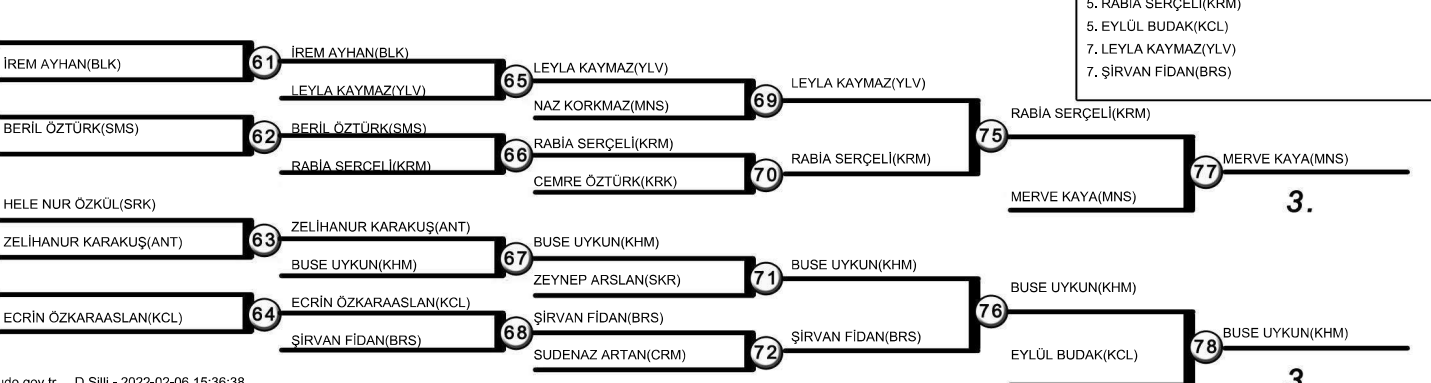 5. RABİA SERÇELİ(KRM)
5. EYLÜL BUDAK(KCL)
7. LEYLA KAYMAZ(YLV)
7. ŞİRVAN FİDAN(BRS)
İREM AYHAN(BLK)
61
BERİL ÖZTÜRK(SMS)
62
HELE NUR ÖZKÜL(SRK)
ZELİHANUR KARAKUŞ(ANT)
63
ECRİN ÖZKARAASLAN(KCL)
64
İREM AYHAN(BLK)
LEYLA KAYMAZ(YLV)
65
BERİL ÖZTÜRK(SMS)
RABİA SERÇELİ(KRM)
66
ZELİHANUR KARAKUŞ(ANT)
BUSE UYKUN(KHM)
67
ECRİN ÖZKARAASLAN(KCL)
ŞİRVAN FİDAN(BRS)
68
LEYLA KAYMAZ(YLV)
NAZ KORKMAZ(MNS)
69
RABİA SERÇELİ(KRM)
CEMRE ÖZTÜRK(KRK)
70
BUSE UYKUN(KHM)
ZEYNEP ARSLAN(SKR)
71
ŞİRVAN FİDAN(BRS)
SUDENAZ ARTAN(CRM)
72
LEYLA KAYMAZ(YLV)
RABİA SERÇELİ(KRM)
75
BUSE UYKUN(KHM)
ŞİRVAN FİDAN(BRS)
76
RABİA SERÇELİ(KRM)
MERVE KAYA(MNS)
77
BUSE UYKUN(KHM)
EYLÜL BUDAK(KCL)
78
MERVE KAYA(MNS)
3.
BUSE UYKUN(KHM)
3
udo.gov.tr D.Silli - 2022-02-06 15:36:38